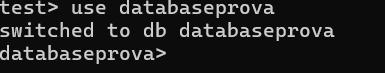 test> use databaseprova
switched to db databaseprova
databaseprova>